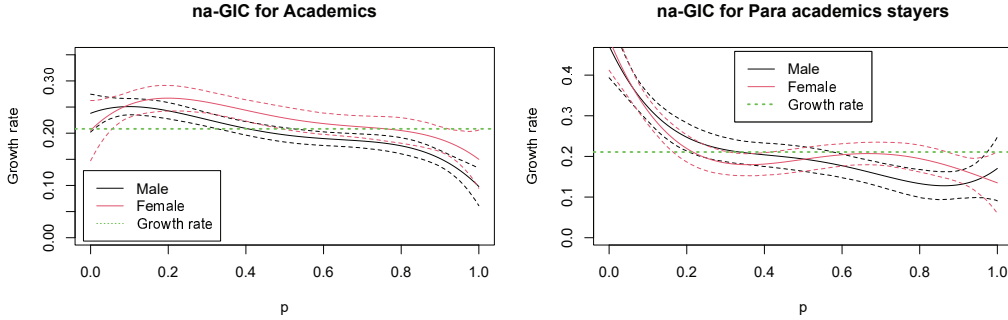 na-GIC for Academics
Growth rate
0.00
0.10
0.20
0.30
Male
Female
Growth rate
0.0
0.2
0.4
0.6
0.8
1.0
p
na-GIC for Para academics stayers
Growth rate
0.0
0.1
0.2
0.3
0.4
Male
Female
Growth rate
0.0
0.2
0.4
0.6
0.8
1.0
p